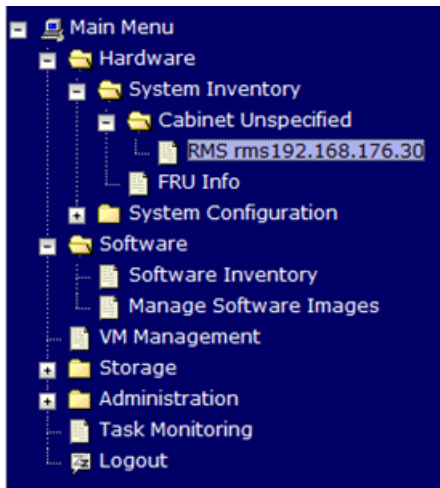 Main Menu
Hardware
System Inventory
Cabinet Unspecified
RMS rms192.168.176.30
FRU Info
System Configuration
Software
Software Inventory
Manage Software Images
VM Management
Storage
Administration
Task Monitoring
Logout